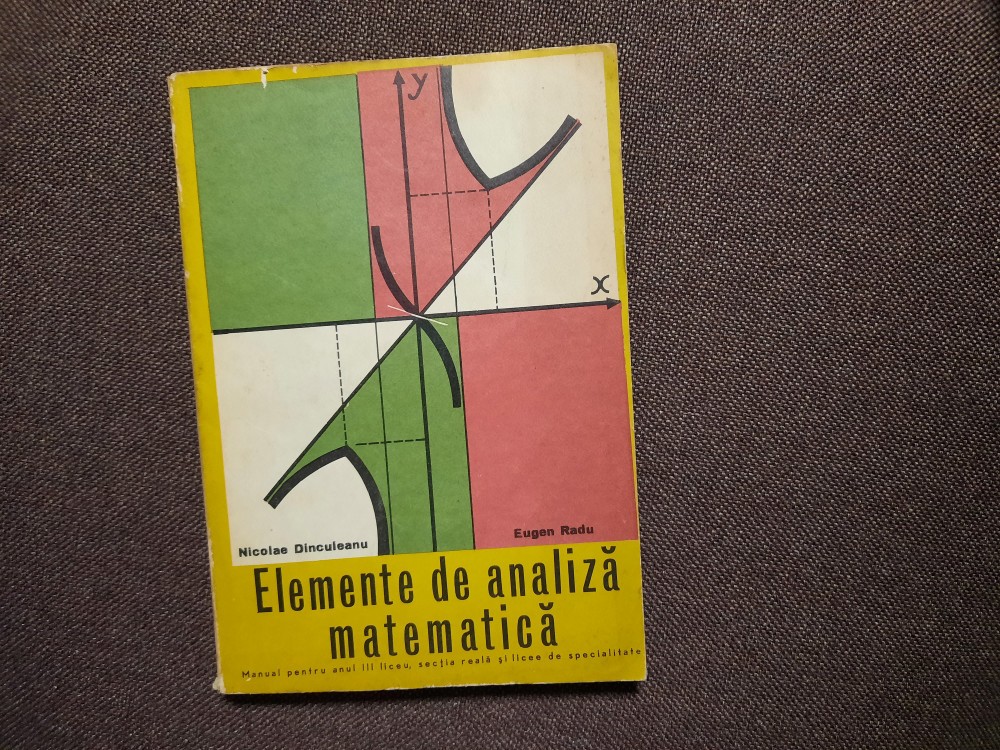 y
x
Nicolae Dinculeanu
Eugen Radu
Elemente de analiză
matematică
Manual pentru anul III liceu, secția reală și licee de specialitate